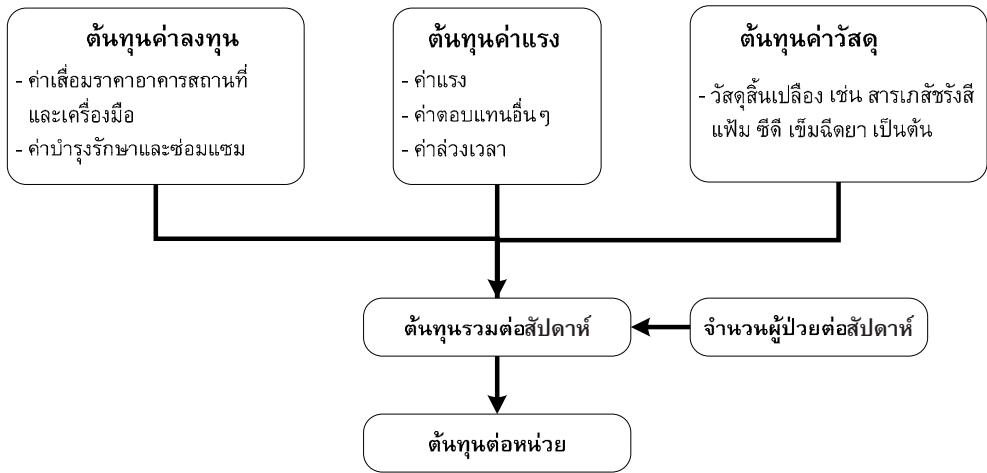 ต้นทุนค่าลงทุน
- ค่าเสื่อมราคาอาคารสถานที่
และเครื่องมือ
- ค่าบำรุงรักษาและซ่อมแซม
ต้นทุนค่าแรง
- ค่าแรง
- ค่าตอบแทนอื่นๆ
- ค่าล่วงเวลา
ต้นทุนค่าวัสดุ
- วัสดุสิ้นเปลือง เช่น สารเภสัชรังสี
แฟ้ม ซีดี เข็มฉีดยา เป็นต้น
ต้นทุนรวมต่อสัปดาห์
จำนวนผู้ป่วยต่อสัปดาห์
ต้นทุนต่อหน่วย